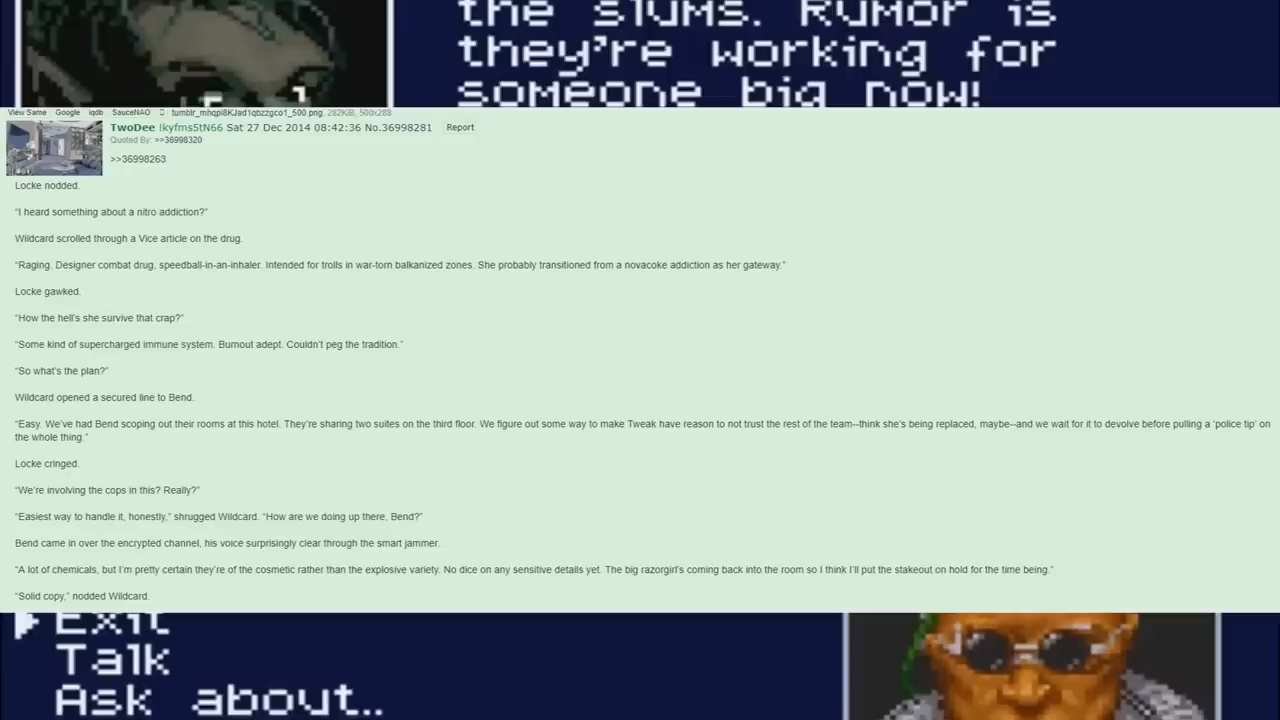 the slums. Rumor is
they're working for
someone big now!
View Same Google iqdb SauceNAO tumblr_mhqpi8KJad1qbzzgco1_500.png, 282KiB, 500x288
TwoDee !kyfmsStN66 Sat 27 Dec 2014 08:42:36 No.36998281 Report
Quoted By: >>36998320
>>36998263
Locke nodded.
“I heard something about a nitro addiction?”
Wildcard scrolled through a Vice article on the drug.
“Raging. Designer combat drug, speedball-in-an-inhaler. Intended for trolls in war-torn balkanized zones. She probably transitioned from a novacoke addiction as her gateway.”
Locke gawked.
“How the hell’s she survive that crap?”
“Some kind of supercharged immune system. Burnout adept. Couldn’t peg the tradition.”
“So what’s the plan?”
Wildcard opened a secured line to Bend.
“Easy. We’ve had Bend scoping out their rooms at this hotel. They’re sharing two suites on the third floor. We figure out some way to make Tweak have reason to not trust the rest of the team--think she’s being replaced, maybe--and we wait for it to devolve before pulling a ‘police tip’ on
the whole thing.”
Locke cringed.
“We’re involving the cops in this? Really?”
“Easiest way to handle it, honestly,” shrugged Wildcard. “How are we doing up there, Bend?”
Bend came in over the encrypted channel, his voice surprisingly clear through the smart jammer.
“A lot of chemicals, but I’m pretty certain they’re of the cosmetic rather than the explosive variety. No dice on any sensitive details yet. The big razorgirl’s coming back into the room so I think I’ll put the stakeout on hold for the time being.”
“Solid copy,” nodded Wildcard.
Exit
Talk
Ask about..